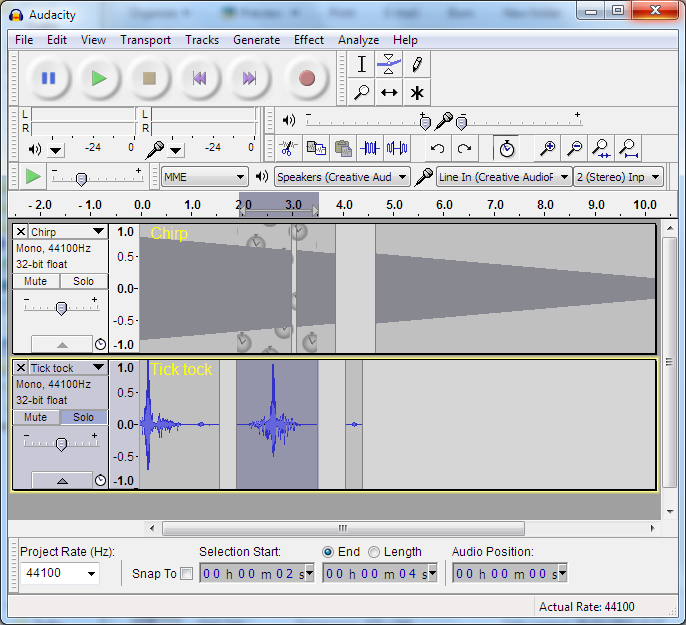 Audacity
File Edit View Transport Tracks Generate Effect Analyze Help
L L
R R
-24 0 -24 0
- + - +
- + MME Speakers (Creative Aud Line In (Creative AudioF 2 (Stereo) Inp
- 2.0 -1.0 0.0 1.0 2.0 3.0 4.0 5.0 6.0 7.0 8.0 9.0 10.0
Chirp 1.0 Chirp
Mono, 44100Hz
32-bit float 0.5-
Mute Solo 0.0-
- + -0.5-
-1.0
Tick tock 1.0 Tick tock
Mono, 44100Hz
32-bit float 0.5-
Mute Solo 0.0-
- + -0.5-
-1.0
Project Rate (Hz): Selection Start: End Length Audio Position:
44100 Snap To 00 h 00 m 02 s 00 h 00 m 04 s 00 h 00 m 00 s
Actual Rate: 44100